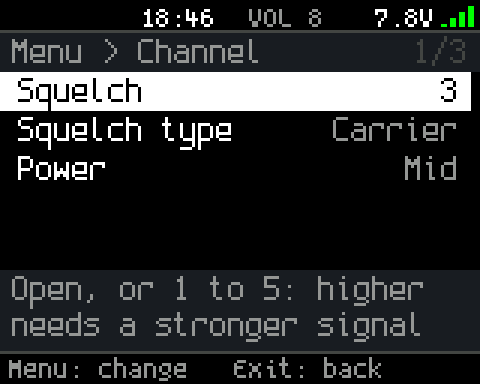 18:46 VOL 8 7.8V
Menu > Channel 1/3
Squelch 3
Squelch type Carrier
Power Mid
Open, or 1 to 5: higher
needs a stronger signal
Menu: change Exit: back